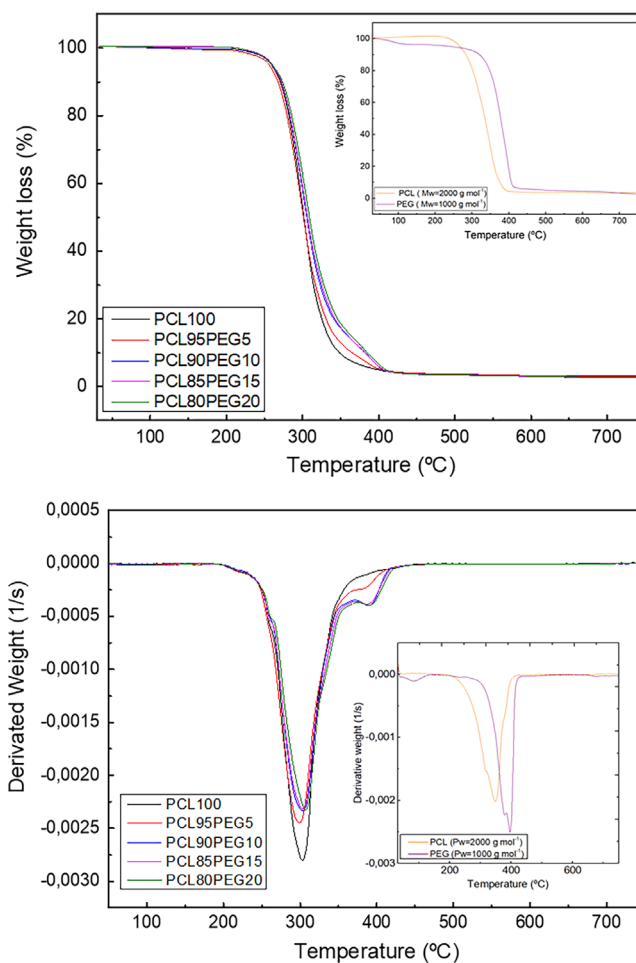 100
80
60
40
20
0
Weight loss (%)
PCL100
PCL95PEG5
PCL90PEG10
PCL85PEG15
PCL80PEG20
100 200 300 400 500 600 700
Temperature (ºC)
100
80
60
40
20
0
Weight loss (%)
PCL ( Mw=2000 g mol⁻¹)
PEG ( Mw=1000 g mol⁻¹)
100 200 300 400 500 600 700
Temperature (ºC)
0,0005
0,0000
-0,0005
-0,0010
-0,0015
-0,0020
-0,0025
-0,0030
Derivated Weight (1/s)
PCL100
PCL95PEG5
PCL90PEG10
PCL85PEG15
PCL80PEG20
100 200 300 400 500 600 700
Temperature (ºC)
0,000
-0,001
-0,002
-0,003
Derivative weight (1/s)
PCL (Pw=2000 g mol⁻¹)
PEG (Pw=1000 g mol⁻¹)
200 400 600
Temperature (ºC)